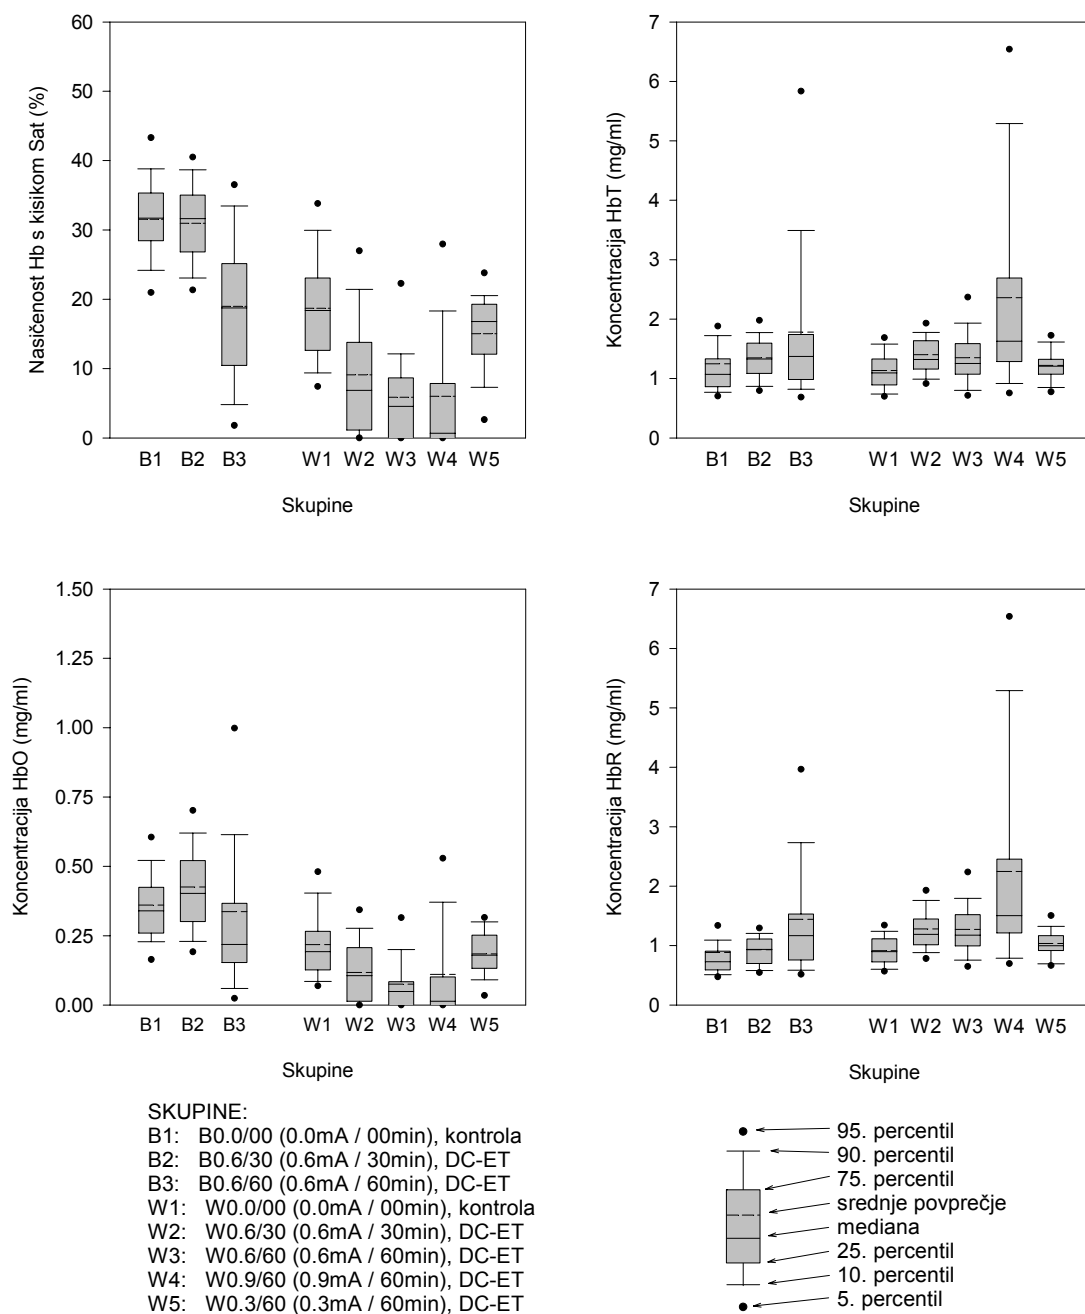 60
50
40
30
20
10
0
Nasičenost Hb s kisikom Sat (%)
B1 B2 B3 W1 W2 W3 W4 W5
Skupine
7
6
5
4
3
2
1
0
Koncentracija HbT (mg/ml)
B1 B2 B3 W1 W2 W3 W4 W5
Skupine
1.50
1.25
1.00
0.75
0.50
0.25
0.00
Koncentracija HbO (mg/ml)
B1 B2 B3 W1 W2 W3 W4 W5
Skupine
7
6
5
4
3
2
1
0
Koncentracija HbR (mg/ml)
B1 B2 B3 W1 W2 W3 W4 W5
Skupine
SKUPINE:
B1: B0.0/00 (0.0mA / 00min), kontrola
B2: B0.6/30 (0.6mA / 30min), DC-ET
B3: B0.6/60 (0.6mA / 60min), DC-ET
W1: W0.0/00 (0.0mA / 00min), kontrola
W2: W0.6/30 (0.6mA / 30min), DC-ET
W3: W0.6/60 (0.6mA / 60min), DC-ET
W4: W0.9/60 (0.9mA / 60min), DC-ET
W5: W0.3/60 (0.3mA / 60min), DC-ET
95. percentil
90. percentil
75. percentil
srednje povprečje
mediana
25. percentil
10. percentil
5. percentil